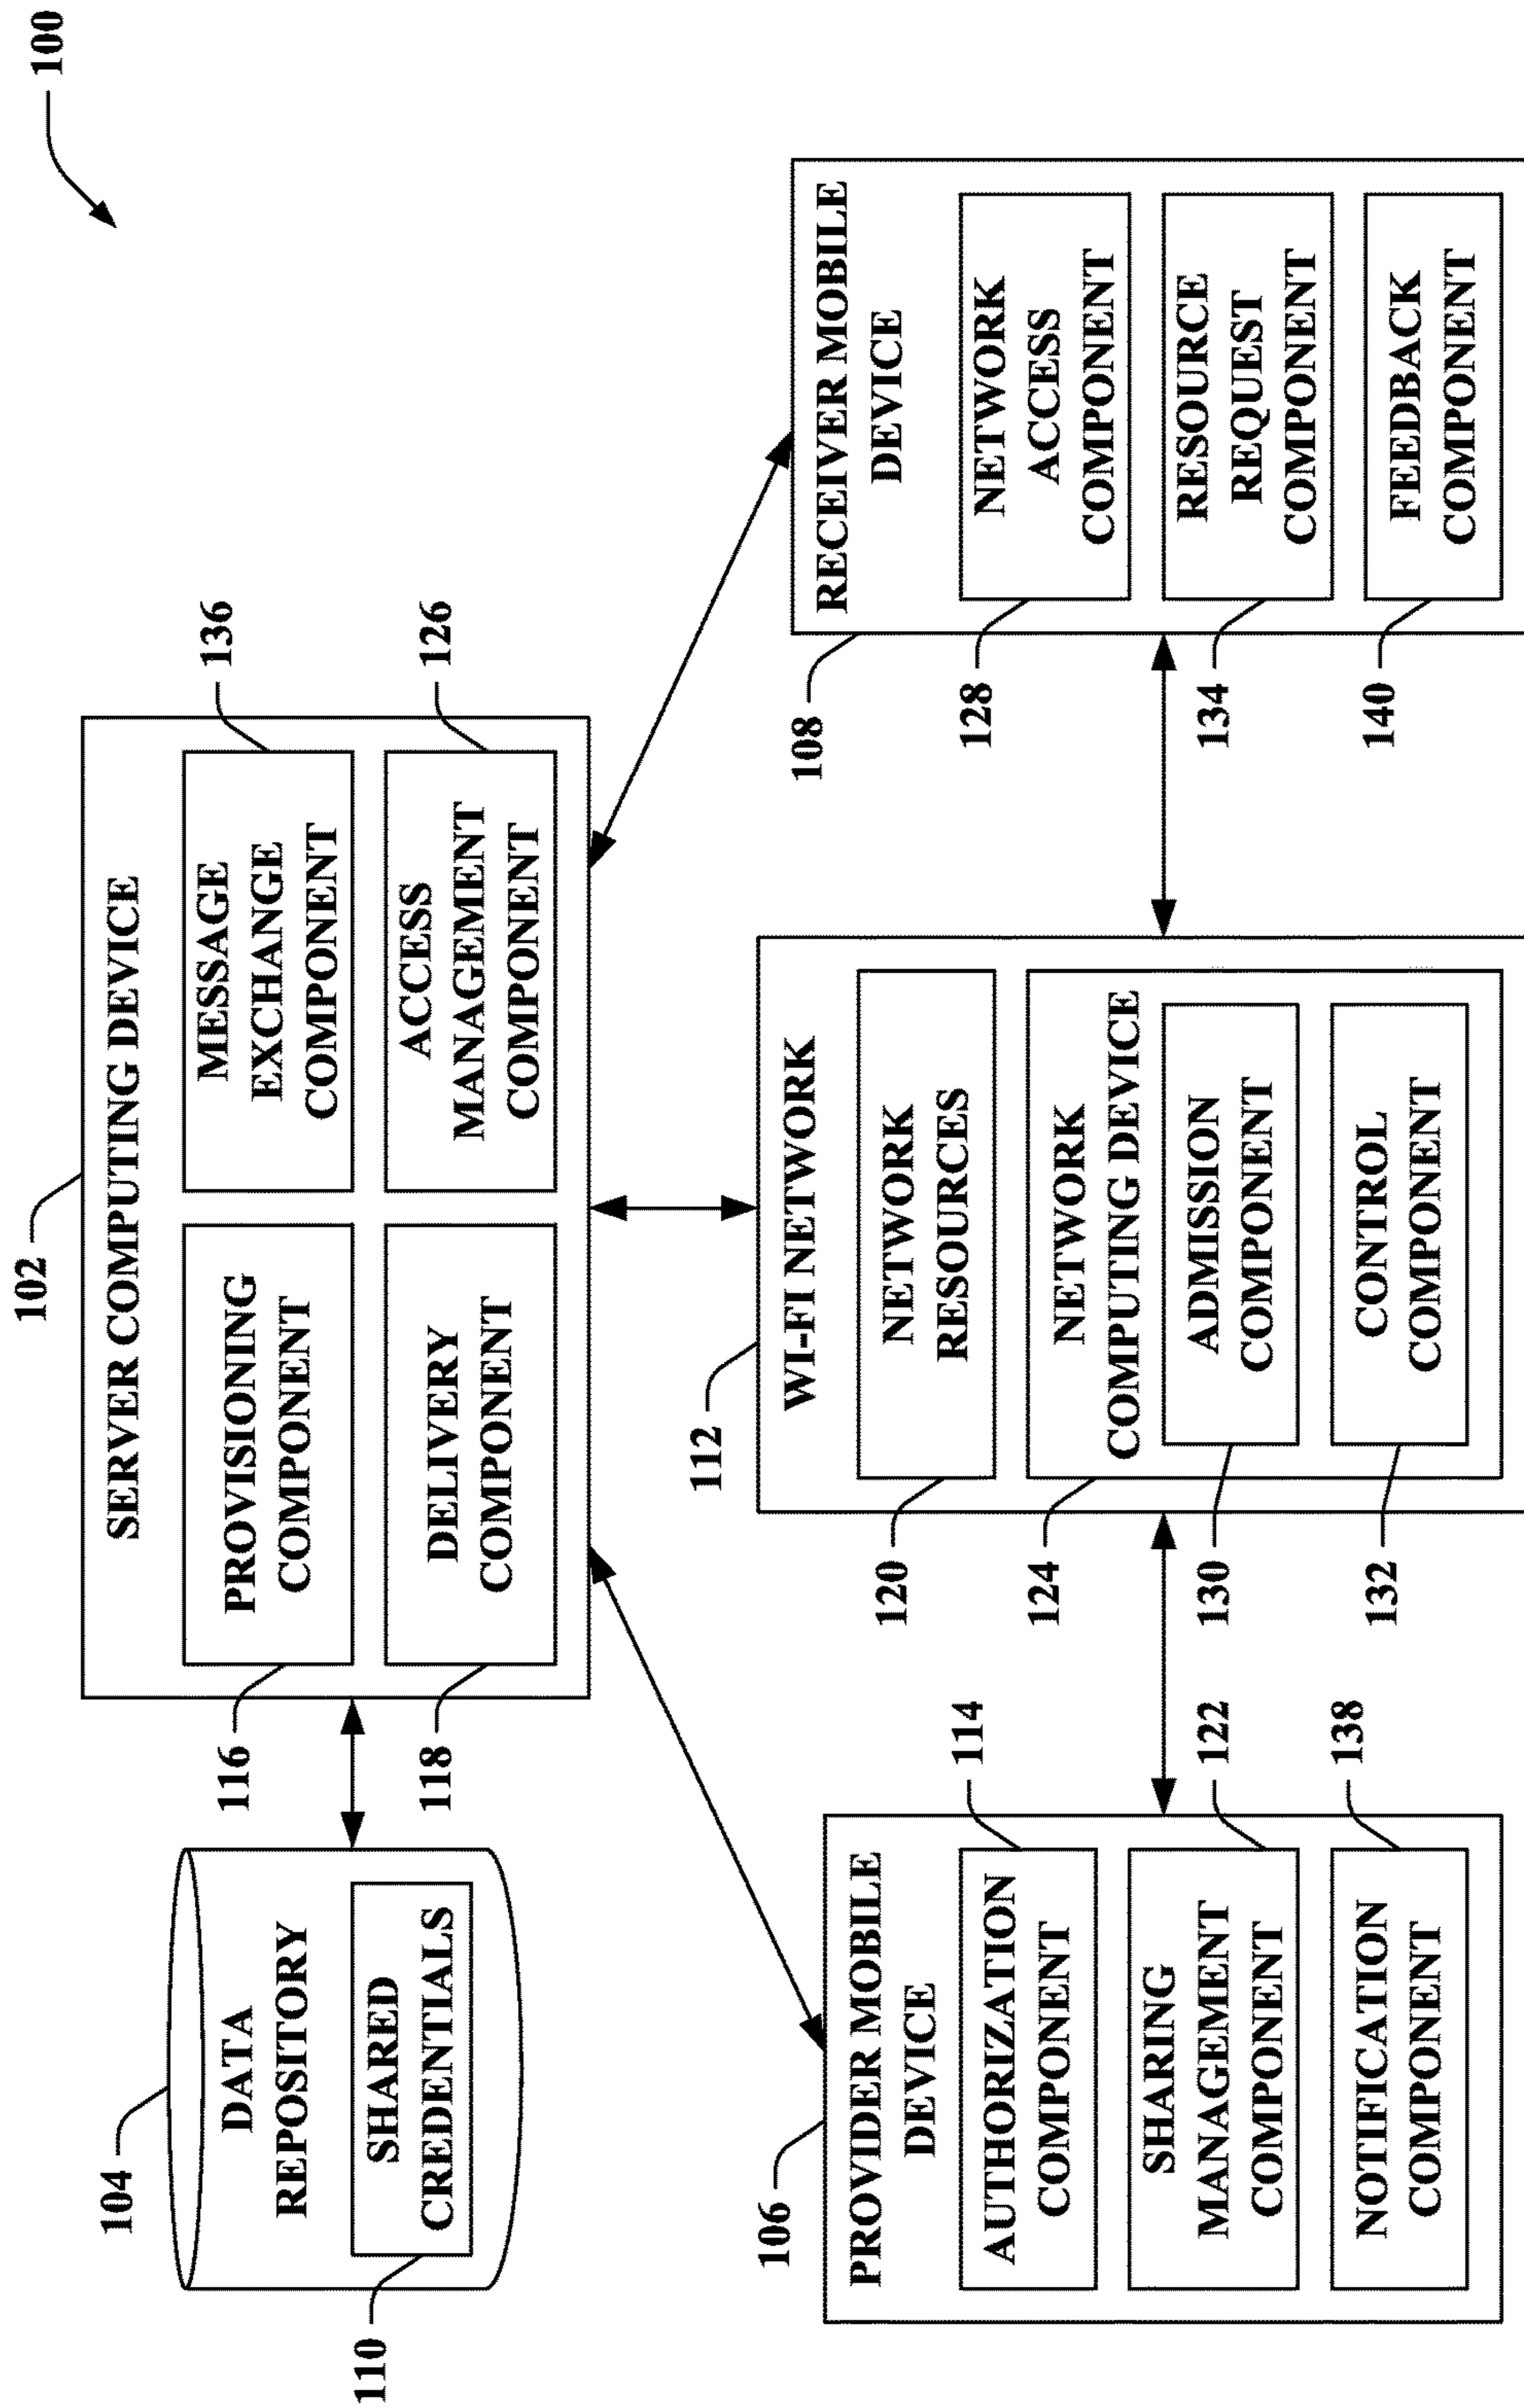 100
102
SERVER COMPUTING DEVICE
PROVISIONING
COMPONENT
116
MESSAGE
EXCHANGE
COMPONENT
136
DELIVERY
COMPONENT
118
ACCESS
MANAGEMENT
COMPONENT
126
104
DATA
REPOSITORY
SHARED
CREDENTIALS
110
106
PROVIDER MOBILE
DEVICE
AUTHORIZATION
COMPONENT
114
SHARING
MANAGEMENT
COMPONENT
122
NOTIFICATION
COMPONENT
138
112
WI-FI NETWORK
NETWORK
RESOURCES
120
NETWORK
COMPUTING DEVICE
124
ADMISSION
COMPONENT
130
CONTROL
COMPONENT
132
108
RECEIVER MOBILE
DEVICE
NETWORK
ACCESS
COMPONENT
128
RESOURCE
REQUEST
COMPONENT
134
FEEDBACK
COMPONENT
140